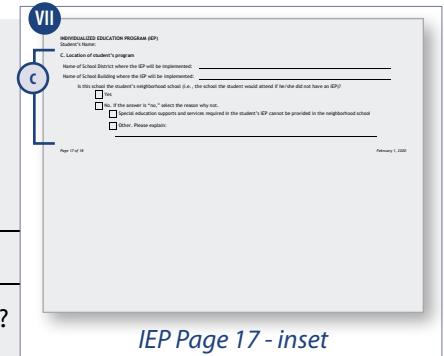 VII
INDIVIDUALIZED EDUCATION PROGRAM (IEP)
Student's Name:
C. Location of student's program
Name of School District where the IEP will be implemented:
Name of School Building where the IEP will be implemented:
C
Is this school the student's neighborhood school (i.e., the school the student would attend if he/she did not have an IEP)?
Yes
No. If the answer is "no," select the reason why not.
Special education supports and services required in the student's IEP cannot be provided in the neighborhood school
Other. Please explain:
Page 17 of 18 February 1, 2020
?
IEP Page 17 - inset